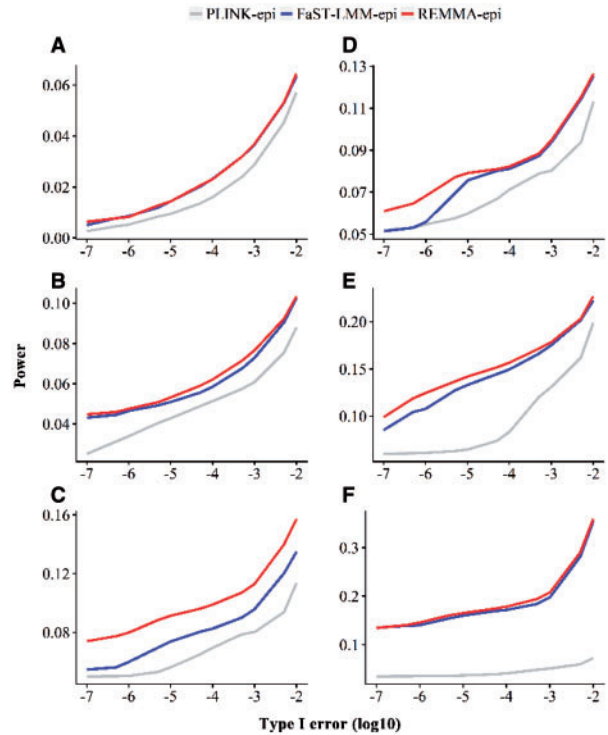 PLINK-epi FaST-LMM-epi REMMA-epi
A
0.06
0.04
0.02
0.00
-7 -6 -5 -4 -3 -2
D
0.13
0.11
0.09
0.07
0.05
-7 -6 -5 -4 -3 -2
B
0.10
0.08
0.06
0.04
-7 -6 -5 -4 -3 -2
E
0.20
0.15
0.10
-7 -6 -5 -4 -3 -2
C
0.16
0.12
0.08
-7 -6 -5 -4 -3 -2
F
0.3
0.2
0.1
-7 -6 -5 -4 -3 -2
Power
Type I error (log10)